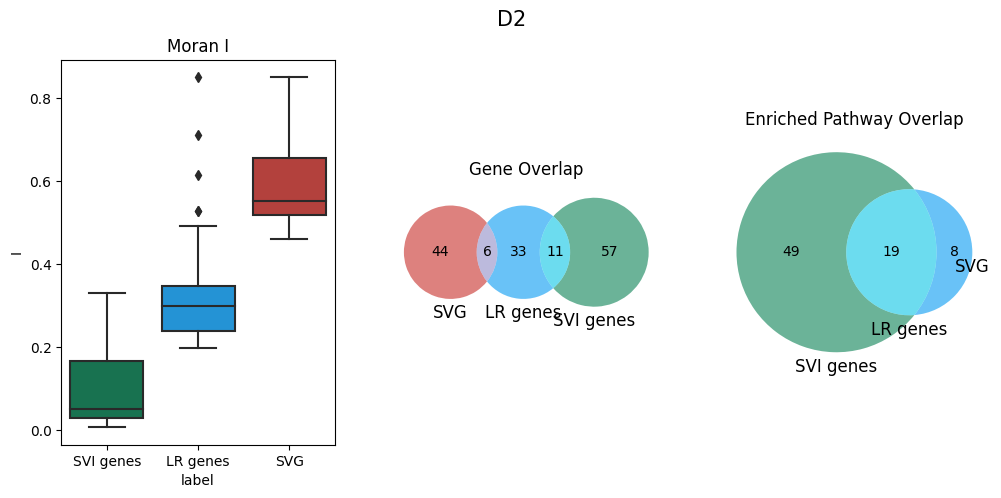 D2
Moran I
I
0.8
0.6
0.4
0.2
0.0
SVI genes LR genes SVG
label
Gene Overlap
44 6 33 11 57
SVG
LR genes
SVI genes
Enriched Pathway Overlap
49 19 8
SVG
LR genes
SVI genes